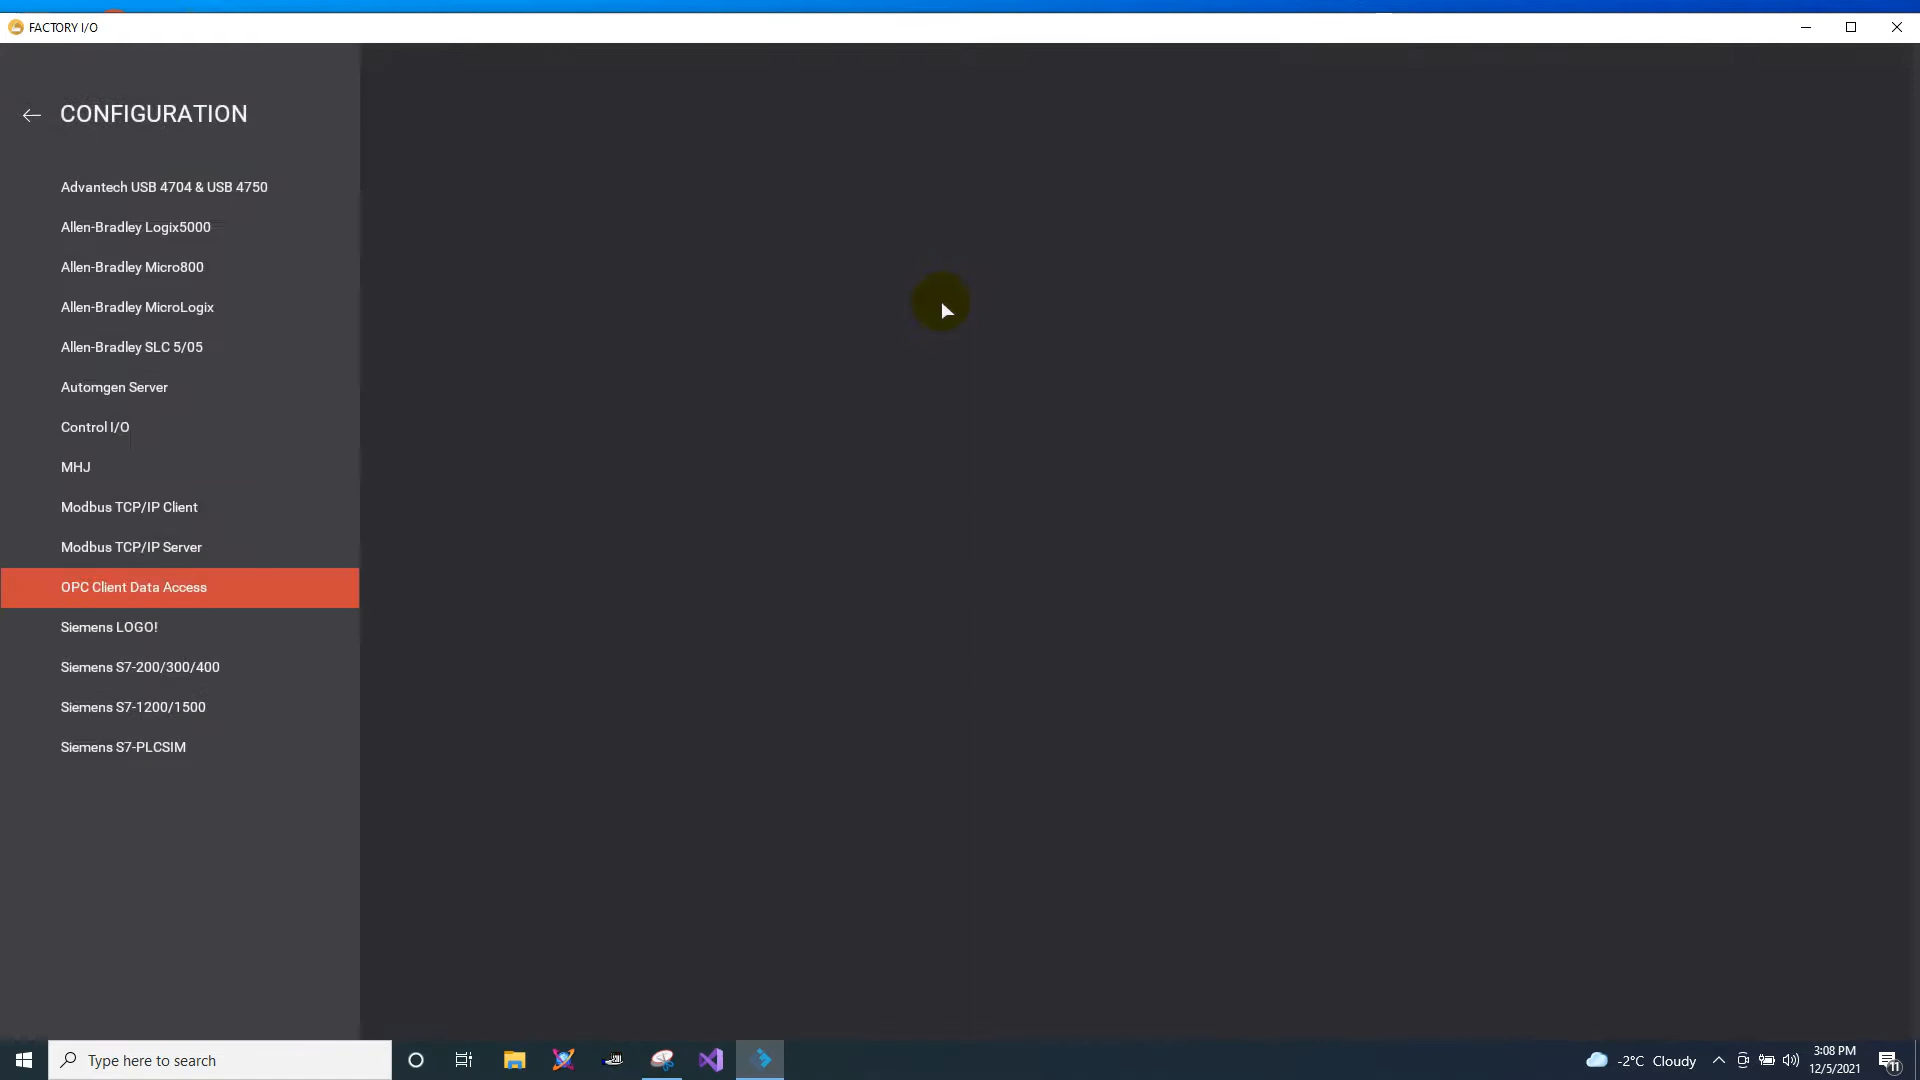 FACTORY I/O
CONFIGURATION
Advantech USB 4704 & USB 4750
Allen-Bradley Logix5000
Allen-Bradley Micro800
Allen-Bradley MicroLogix
Allen-Bradley SLC 5/05
Automgen Server
Control I/O
MHJ
Modbus TCP/IP Client
Modbus TCP/IP Server
OPC Client Data Access
Siemens LOGO!
Siemens S7-200/300/400
Siemens S7-1200/1500
Siemens S7-PLCSIM
Type here to search
-2°C Cloudy
3:08 PM
12/5/2021
11